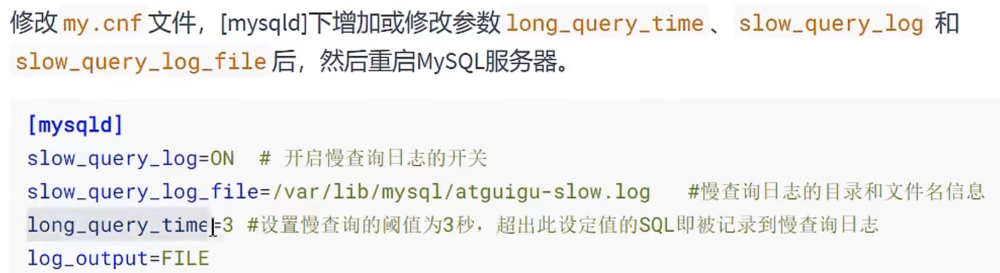 修改 my.cnf 文件，[mysqld]下增加或修改参数 long_query_time 、 slow_query_log 和
slow_query_log_file 后，然后重启MySQL服务器。
[mysqld]
slow_query_log=ON  # 开启慢查询日志的开关
slow_query_log_file=/var/lib/mysql/atguigu-slow.log   #慢查询日志的目录和文件名信息
long_query_time=3 #设置慢查询的阈值为3秒，超出此设定值的SQL即被记录到慢查询日志
log_output=FILE